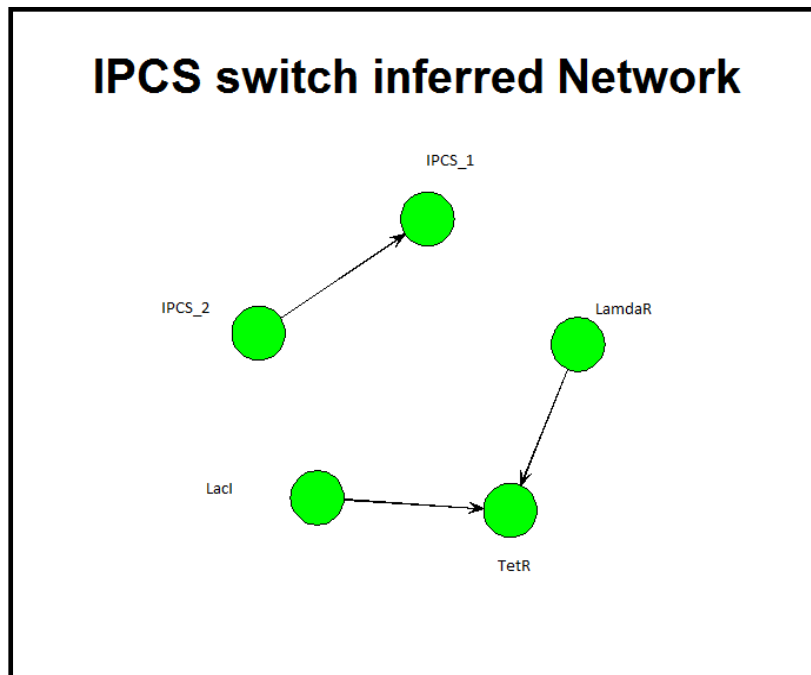 IPCS switch inferred Network
IPCS_1
IPCS_2
LamdaR
LacI
TetR